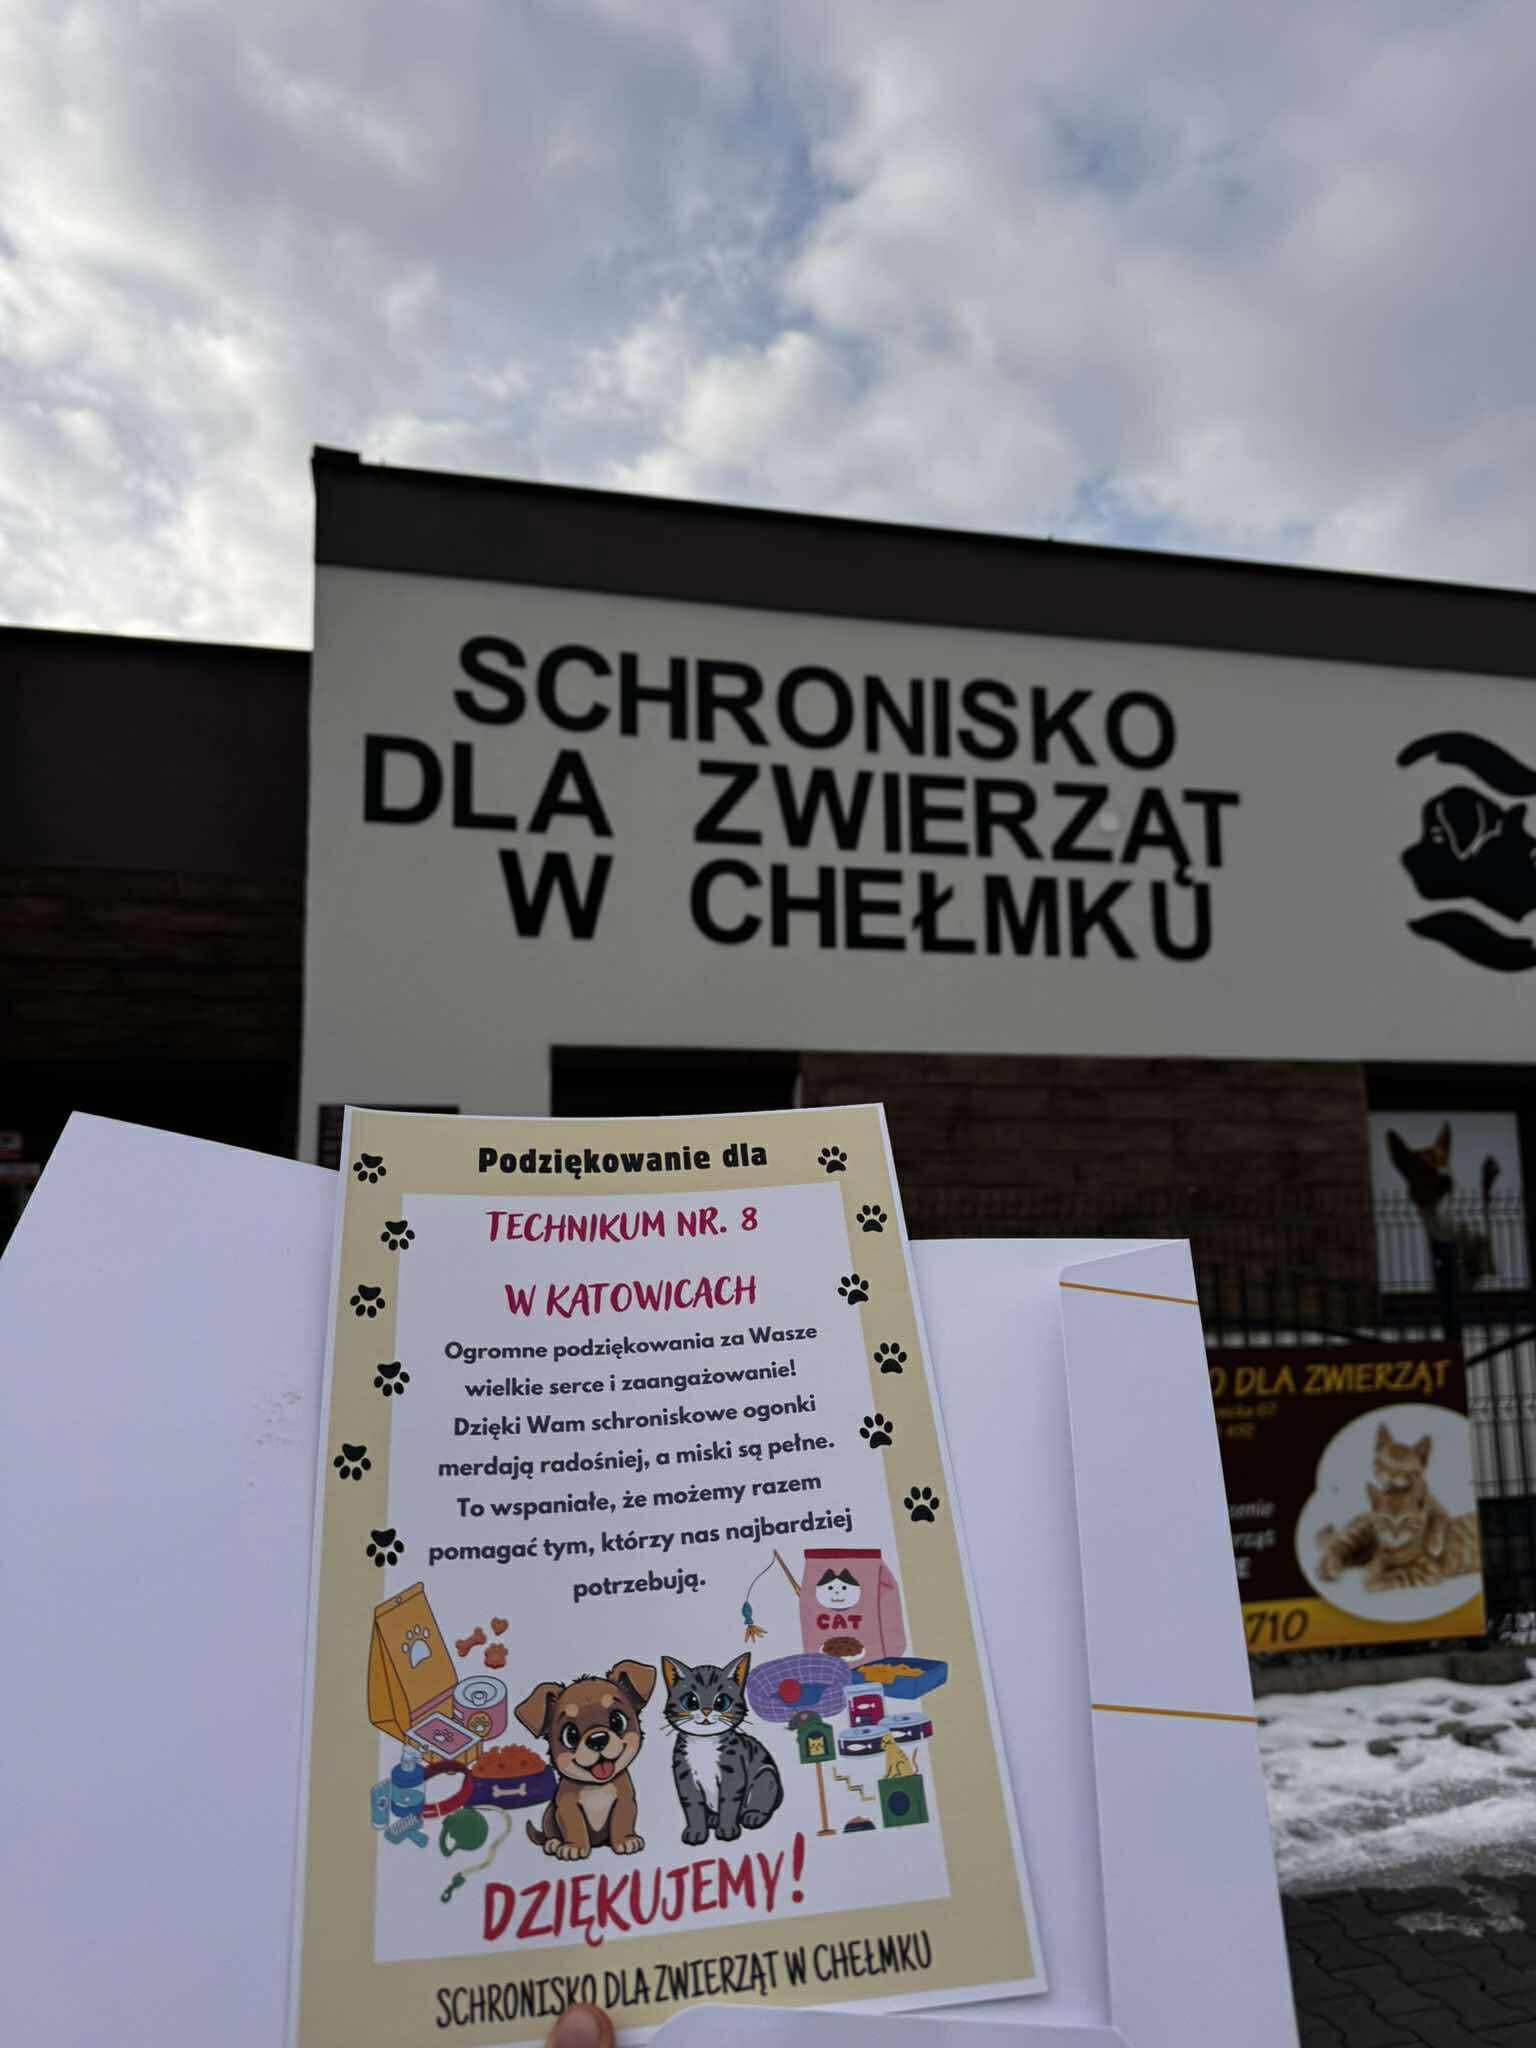 SCHRONISKO
DLA ZWIERZĄT
W CHEŁMKU
Podziękowanie dla
TECHNIKUM NR. 8
W KATOWICACH
Ogromne podziękowania za Wasze
wielkie serce i zaangażowanie!
Dzięki Wam schroniskowe ogonki
merdają radośniej, a miski są pełne.
To wspaniałe, że możemy razem
pomagać tym, którzy nas najbardziej
potrzebują.
CAT
DZIĘKUJEMY!
SCHRONISKO DLA ZWIERZĄT W CHEŁMKU
O DLA ZWIERZĄT
710